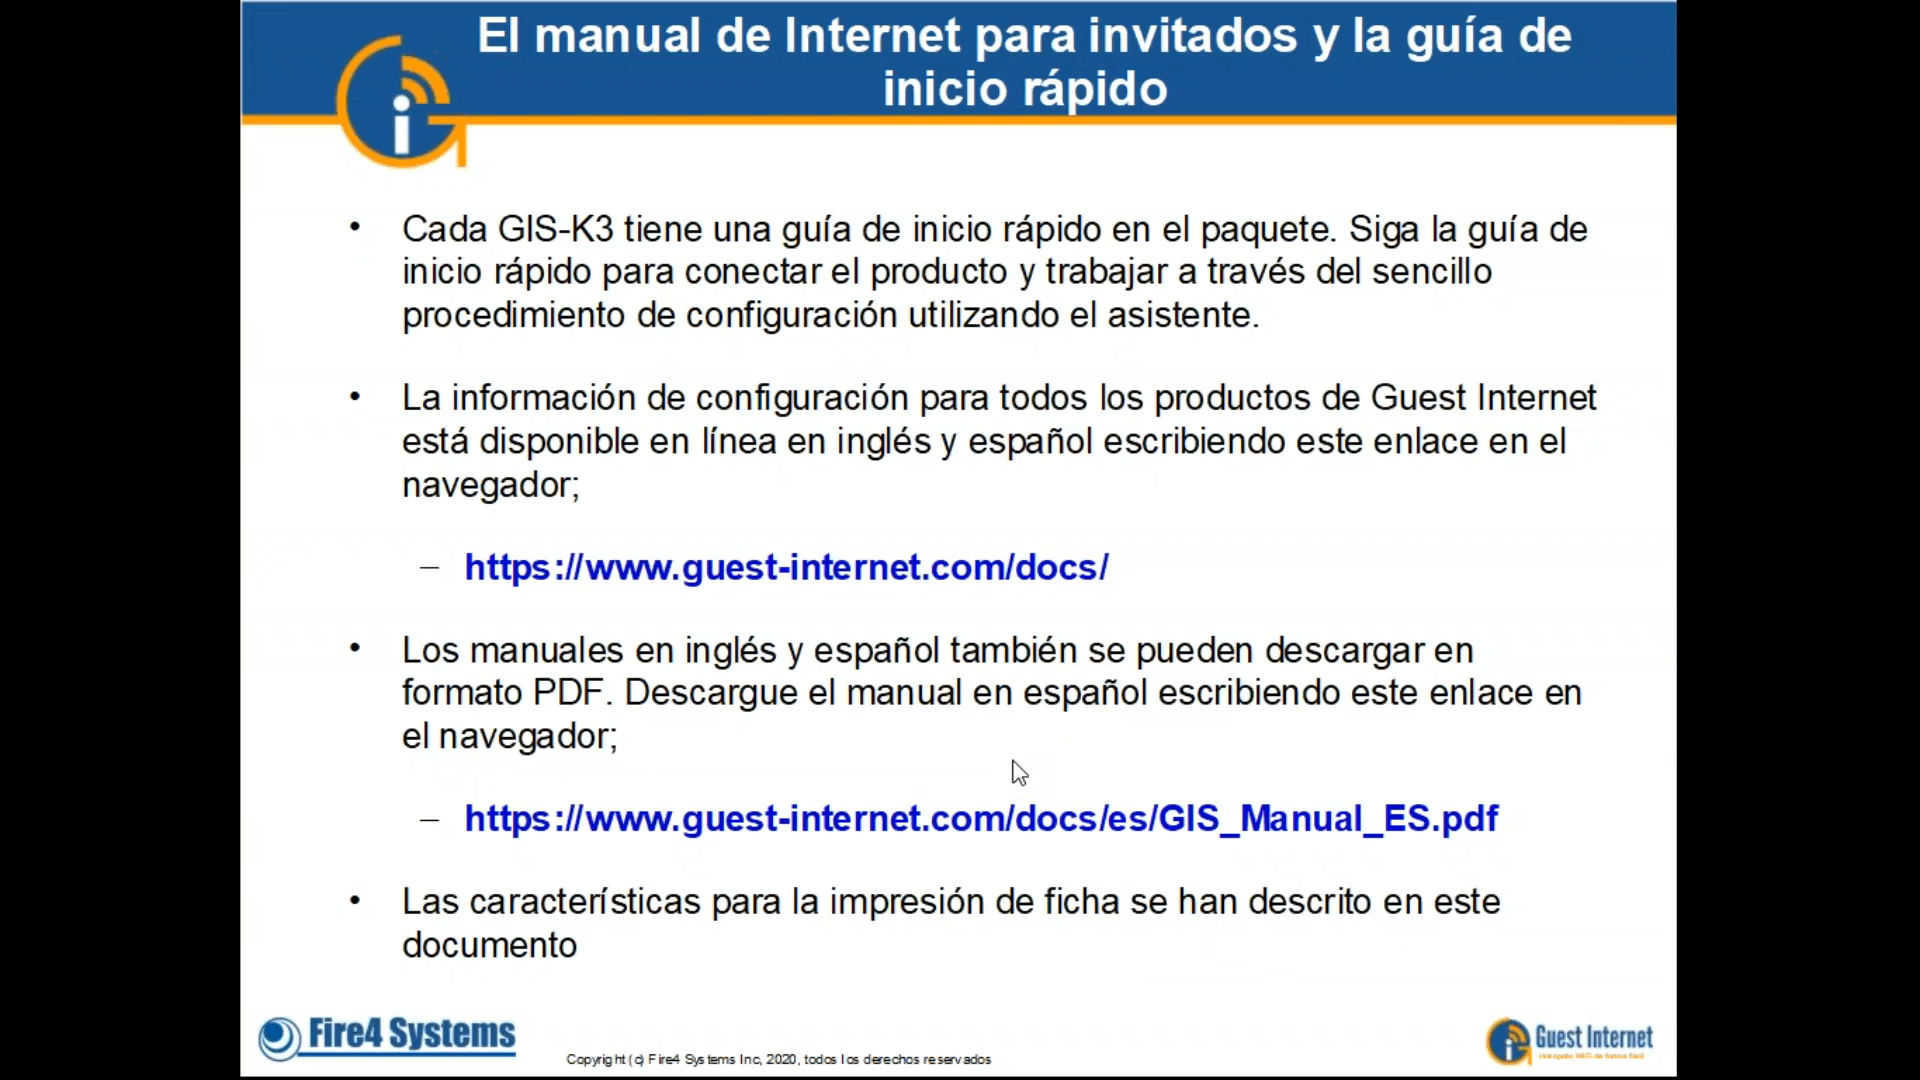 El manual de Internet para invitados y la guía de
inicio rápido
• Cada GIS-K3 tiene una guía de inicio rápido en el paquete. Siga la guía de
inicio rápido para conectar el producto y trabajar a través del sencillo
procedimiento de configuración utilizando el asistente.
• La información de configuración para todos los productos de Guest Internet
está disponible en línea en inglés y español escribiendo este enlace en el
navegador;
– https://www.guest-internet.com/docs/
• Los manuales en inglés y español también se pueden descargar en
formato PDF. Descargue el manual en español escribiendo este enlace en
el navegador;
– https://www.guest-internet.com/docs/es/GIS_Manual_ES.pdf
• Las características para la impresión de ficha se han descrito en este
documento
Fire4 Systems
Copyright (c) Fire4 Systems Inc, 2020, todos los derechos reservados
Guest Internet
Hotspots WiFi de forma fácil